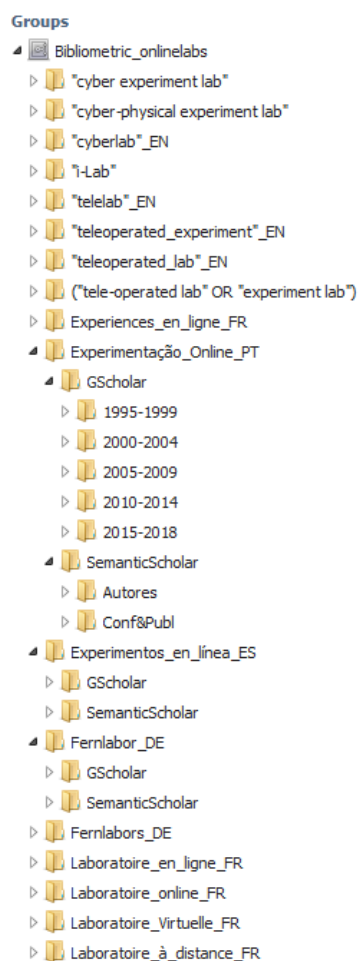 Groups
Bibliometric_onlinelabs
"cyber experiment lab"
"cyber-physical experiment lab"
"cyberlab"_EN
"i-Lab"
"telelab"_EN
"teleoperated_experiment"_EN
"teleoperated_lab"_EN
("tele-operated lab" OR "experiment lab")
Experiences_en_ligne_FR
Experimentação_Online_PT
GScholar
1995-1999
2000-2004
2005-2009
2010-2014
2015-2018
SemanticScholar
Autores
Conf&Publ
Experimentos_en_línea_ES
GScholar
SemanticScholar
Fernlabor_DE
GScholar
SemanticScholar
Fernlabors_DE
Laboratoire_en_ligne_FR
Laboratoire_online_FR
Laboratoire_Virtuelle_FR
Laboratoire_à_distance_FR